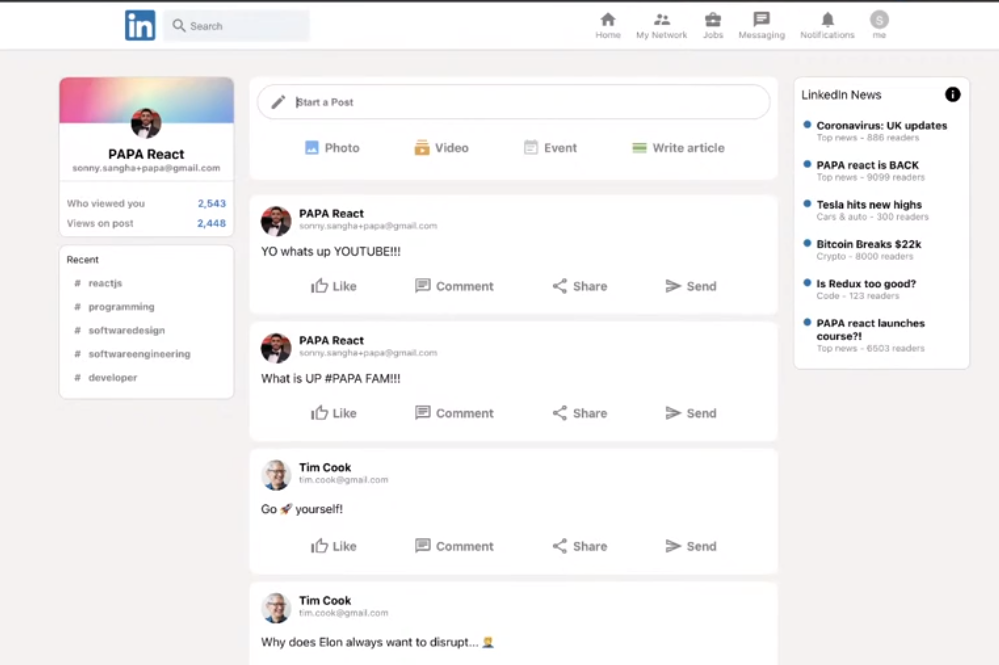 in
Search
Home
My Network
Jobs
Messaging
Notifications
S
me
PAPA React
sonny.sangha+papa@gmail.com
Who viewed you 2,543
Views on post 2,448
Recent
# reactjs
# programming
# softwaredesign
# softwareengineering
# developer
Start a Post
Photo Video Event Write article
PAPA React
sonny.sangha+papa@gmail.com
YO whats up YOUTUBE!!!
Like Comment Share Send
PAPA React
sonny.sangha+papa@gmail.com
What is UP #PAPA FAM!!!
Like Comment Share Send
Tim Cook
tim.cook@gmail.com
Go 🚀 yourself!
Like Comment Share Send
Tim Cook
tim.cook@gmail.com
Why does Elon always want to disrupt... 🤦‍♂️
LinkedIn News
Coronavirus: UK updates
Top news - 886 readers
PAPA react is BACK
Top news - 9099 readers
Tesla hits new highs
Cars & auto - 300 readers
Bitcoin Breaks $22k
Crypto - 8000 readers
Is Redux too good?
Code - 123 readers
PAPA react launches
course?!
Top news - 6503 readers